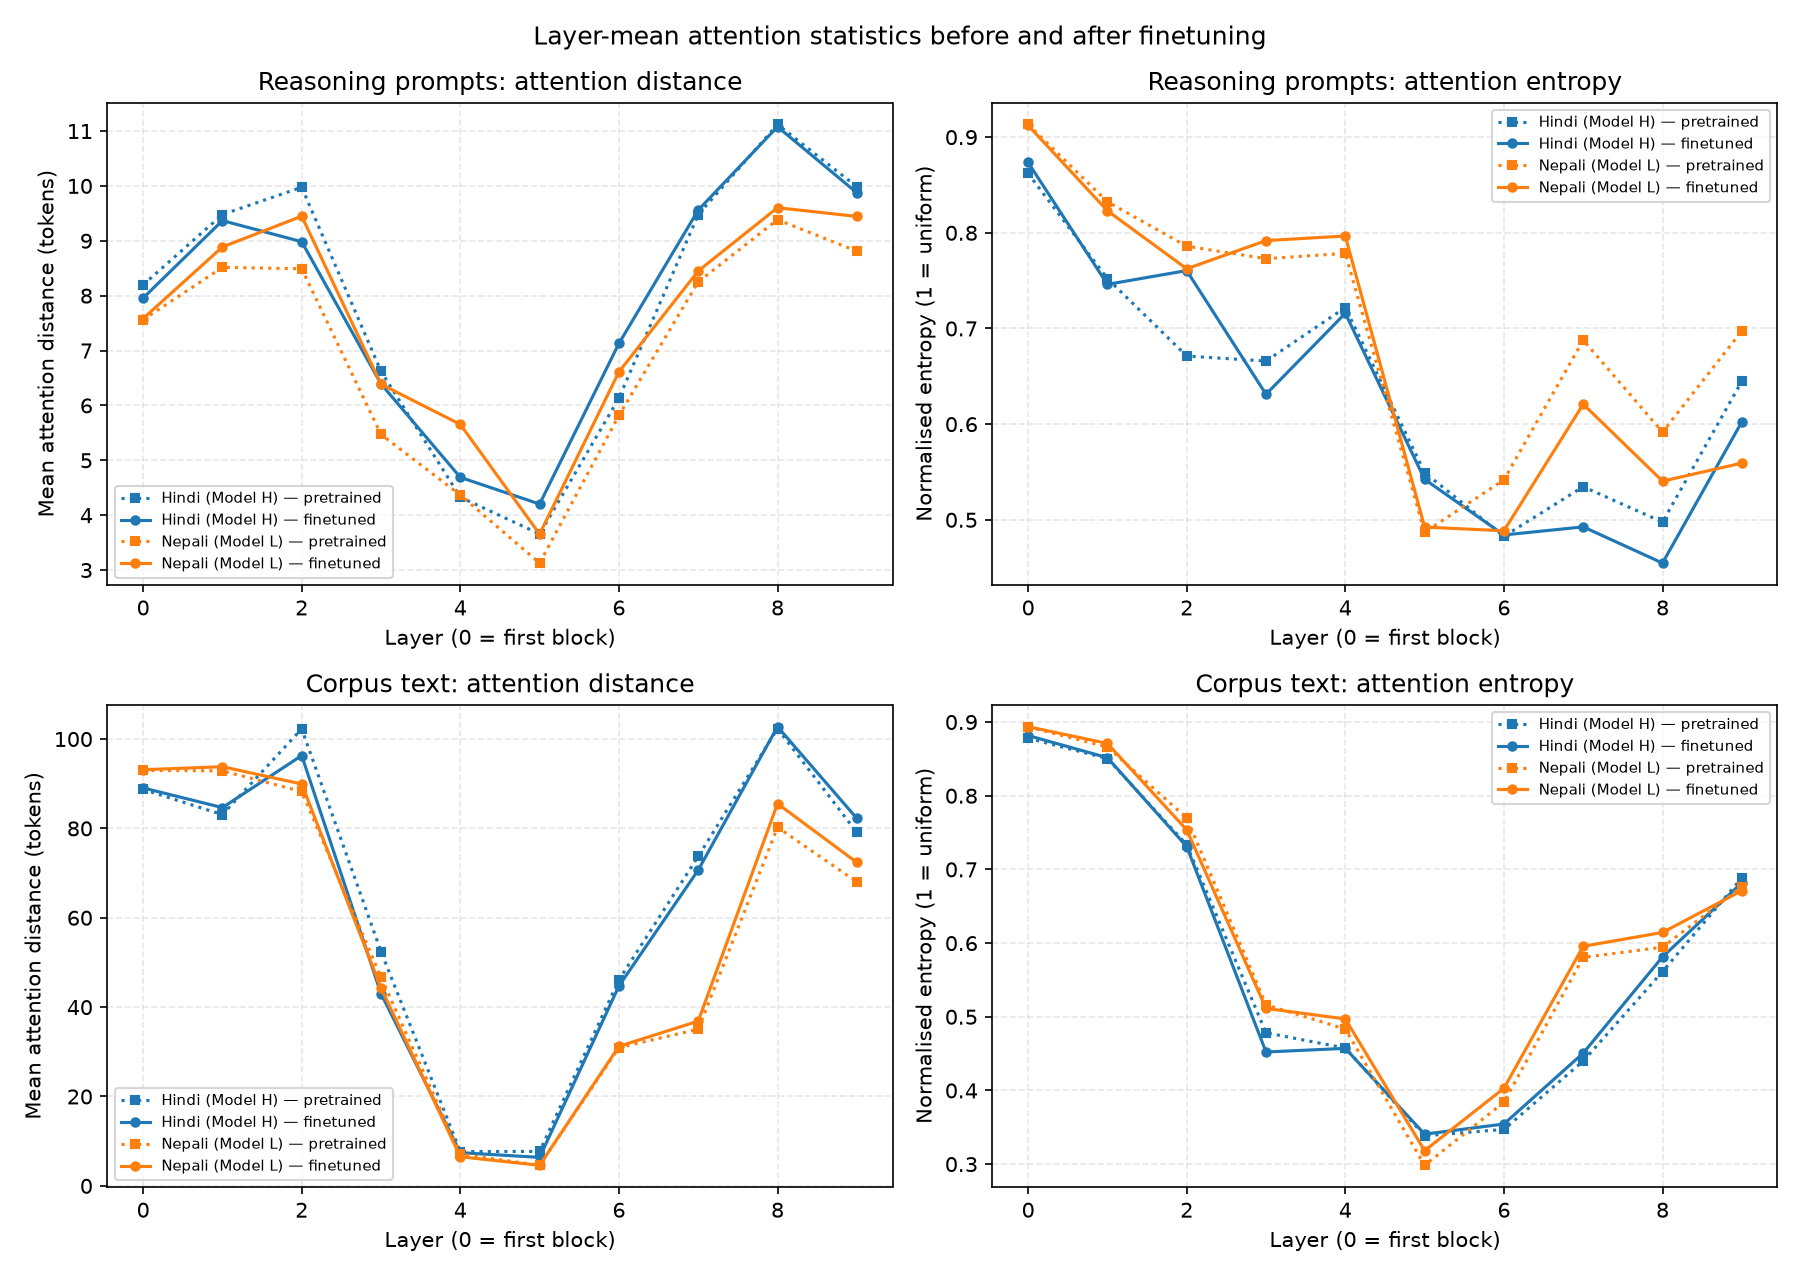 Layer-mean attention statistics before and after finetuning
Reasoning prompts: attention distance
Mean attention distance (tokens)
11
10
9
8
7
6
5
4
3
Hindi (Model H) — pretrained
Hindi (Model H) — finetuned
Nepali (Model L) — pretrained
Nepali (Model L) — finetuned
0 2 4 6 8
Layer (0 = first block)
Reasoning prompts: attention entropy
Normalised entropy (1 = uniform)
0.9
0.8
0.7
0.6
0.5
Hindi (Model H) — pretrained
Hindi (Model H) — finetuned
Nepali (Model L) — pretrained
Nepali (Model L) — finetuned
0 2 4 6 8
Layer (0 = first block)
Corpus text: attention distance
Mean attention distance (tokens)
100
80
60
40
20
0
Hindi (Model H) — pretrained
Hindi (Model H) — finetuned
Nepali (Model L) — pretrained
Nepali (Model L) — finetuned
0 2 4 6 8
Layer (0 = first block)
Corpus text: attention entropy
Normalised entropy (1 = uniform)
0.9
0.8
0.7
0.6
0.5
0.4
0.3
Hindi (Model H) — pretrained
Hindi (Model H) — finetuned
Nepali (Model L) — pretrained
Nepali (Model L) — finetuned
0 2 4 6 8
Layer (0 = first block)